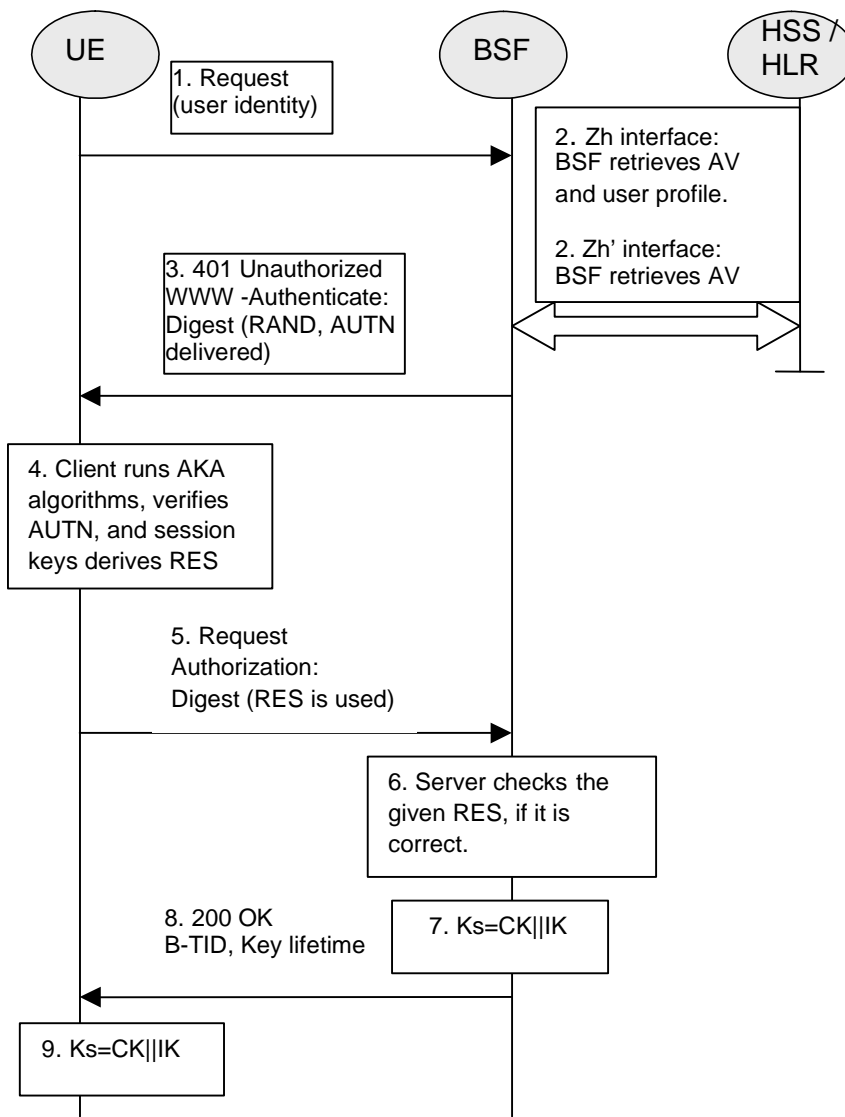 UE
BSF
HSS /
HLR
1. Request
(user identity)
2. Zh interface:
BSF retrieves AV
and user profile.
2. Zh’ interface:
BSF retrieves AV
3. 401 Unauthorized
WWW -Authenticate:
Digest (RAND, AUTN
delivered)
4. Client runs AKA
algorithms, verifies
AUTN, and session
keys derives RES
5. Request
Authorization:
Digest (RES is used)
6. Server checks the
given RES, if it is
correct.
7. Ks=CK||IK
8. 200 OK
B-TID, Key lifetime
9. Ks=CK||IK